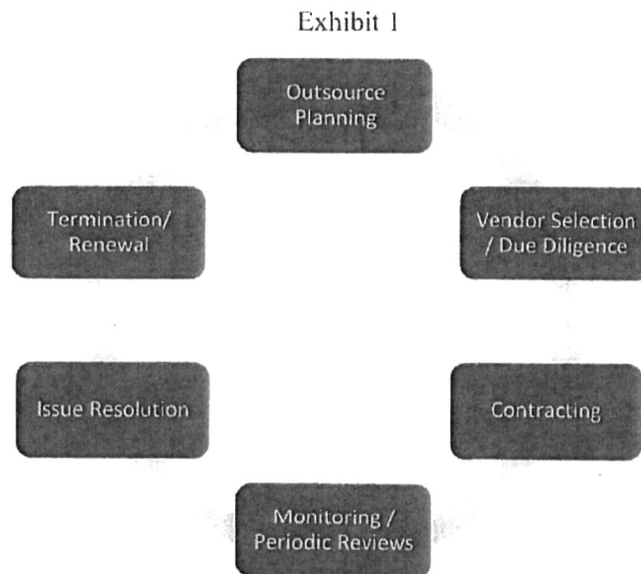 Exhibit 1
Outsource
Planning
Vendor Selection
/ Due Diligence
Contracting
Monitoring /
Periodic Reviews
Issue Resolution
Termination/
Renewal